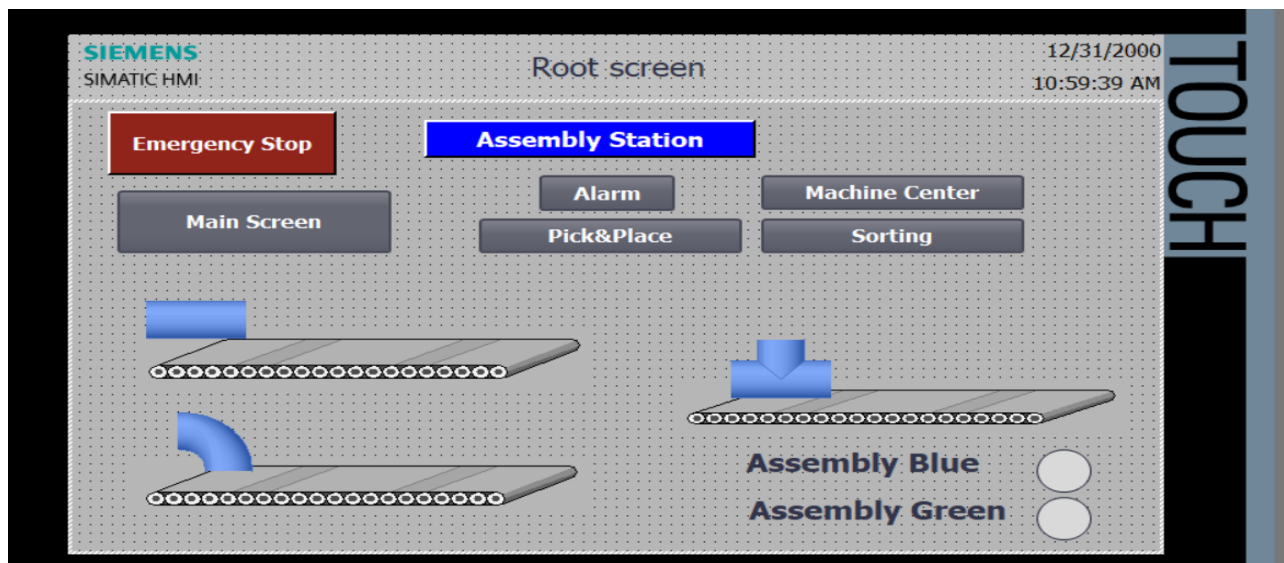 SIEMENS
SIMATIC HMI
Root screen
12/31/2000
10:59:39 AM
TOUCH
Emergency Stop
Assembly Station
Main Screen
Alarm
Machine Center
Pick&Place
Sorting
Assembly Blue
Assembly Green